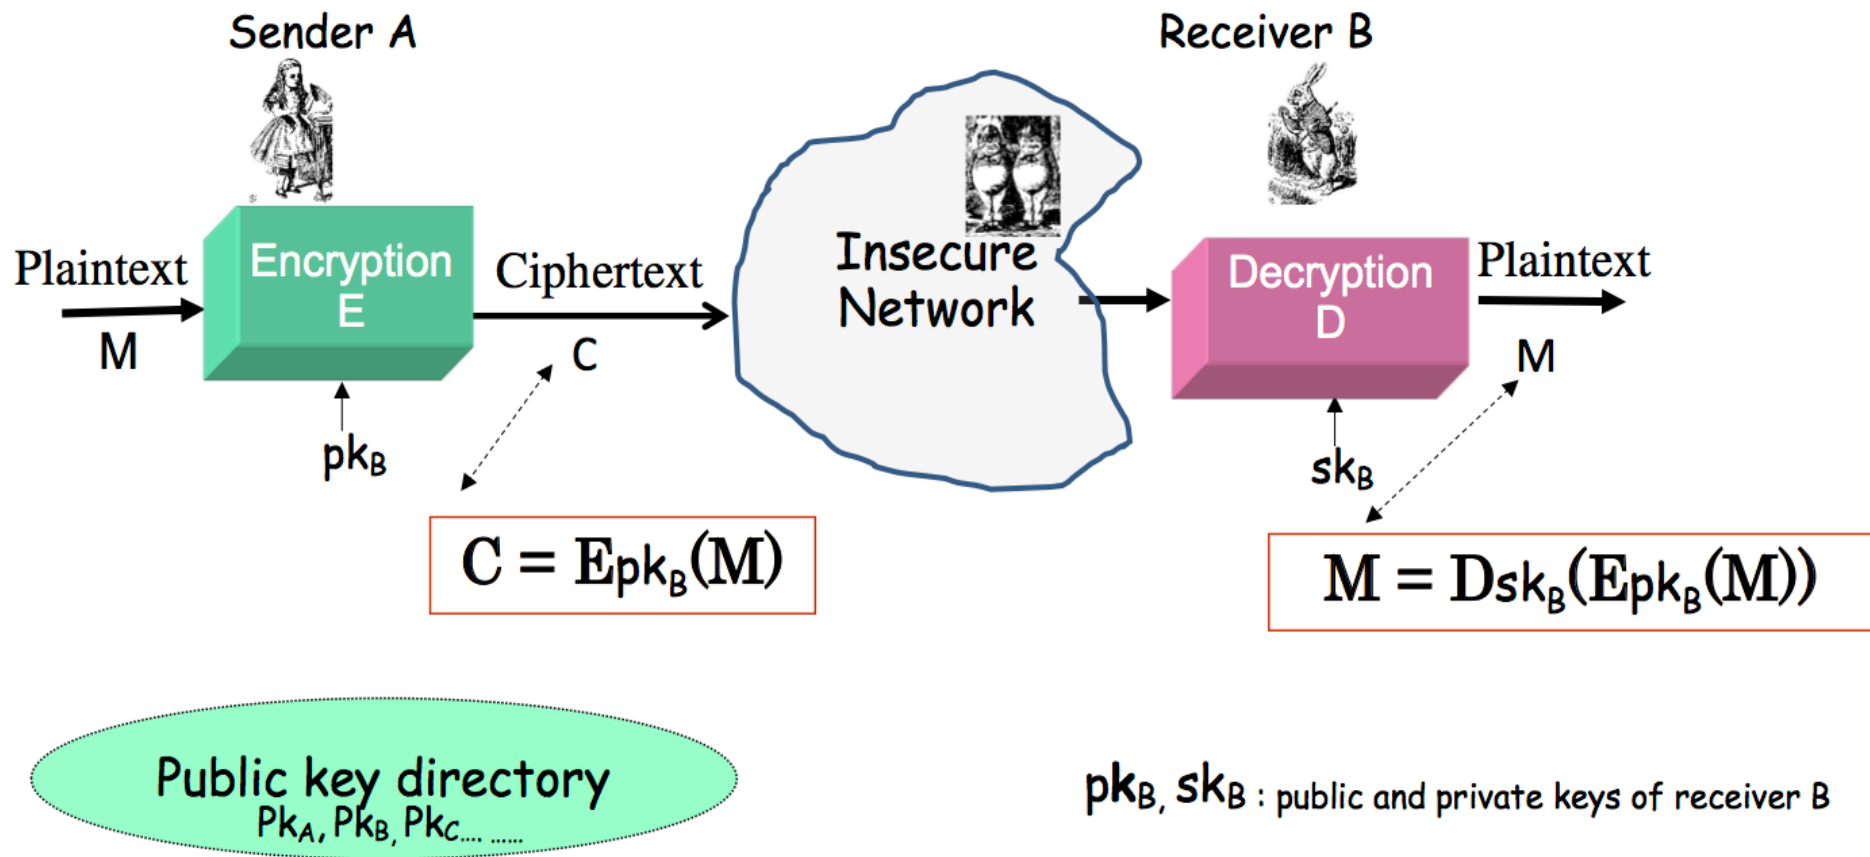 Sender A
Receiver B
Plaintext
M
Encryption
E
pkB
Ciphertext
C
Insecure
Network
Decryption
D
skB
Plaintext
M
C = EpkB(M)
M = DskB(EpkB(M))
Public key directory
PkA, PkB, PkC.... ......
pkB, skB : public and private keys of receiver B